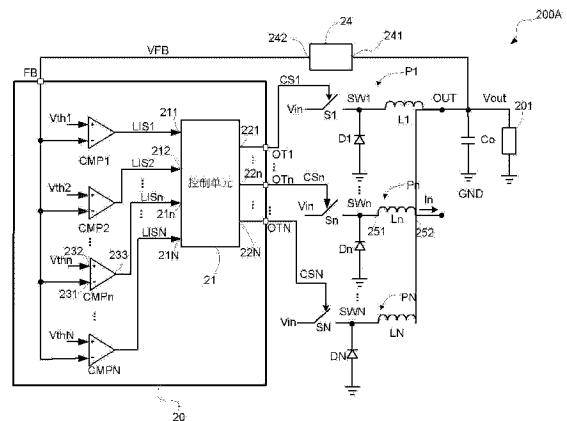 200A
24
242
241
VFB
FB
CS1
P1
Vin
S1
SW1
L1
OUT
Vout
201
D1
Co
GND
Vth1
LIS1
211
CMP1
212
控制单元
221
OT1
22n
OTn
CSn
Vth2
LIS2
CMP2
LISn
21n
Vin
Sn
SWn
Pn
In
Ln
251
252
Dn
OTN
22N
232
Vthn
233
231
CMPn
LISN
21N
21
CSN
VthN
CMPN
Vin
SN
SWN
PN
LN
DN
20